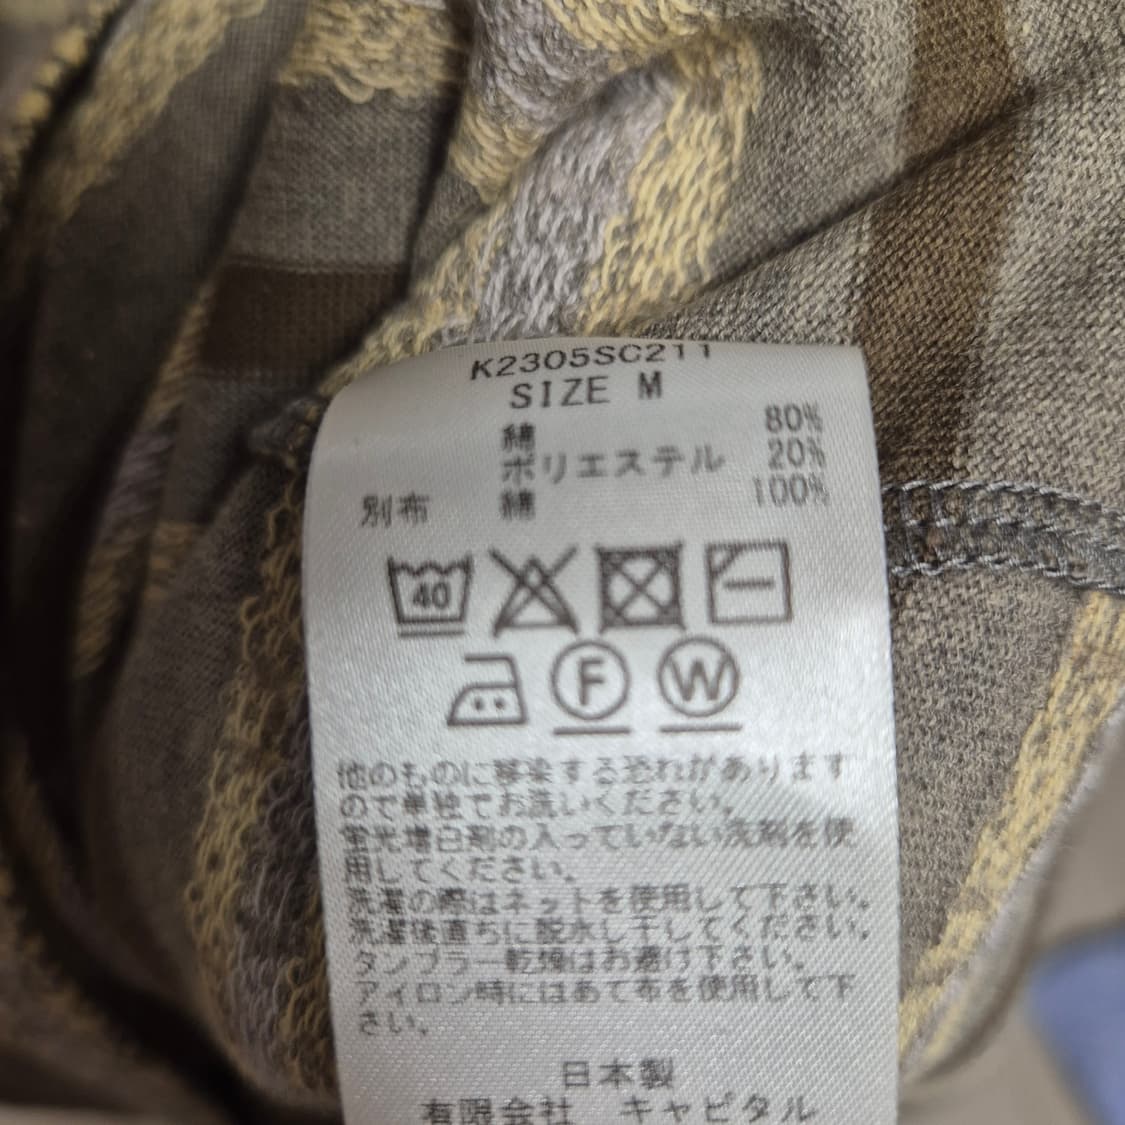 K2305SC211
SIZE M
綿 80%
ポリエステル 20%
別布 綿 100%
40
F W
他のものに移染する恐れがあります
ので単独でお洗いください。
蛍光増白剤の入っていない洗剤を使
用してください。
洗濯の際はネットを使用して下さい。
洗濯後直ちに脱水し干してください。
タンブラー乾燥はお避け下さい。
アイロン時にはあて布を使用して下
さい。
日本製
有限会社 キャピタル